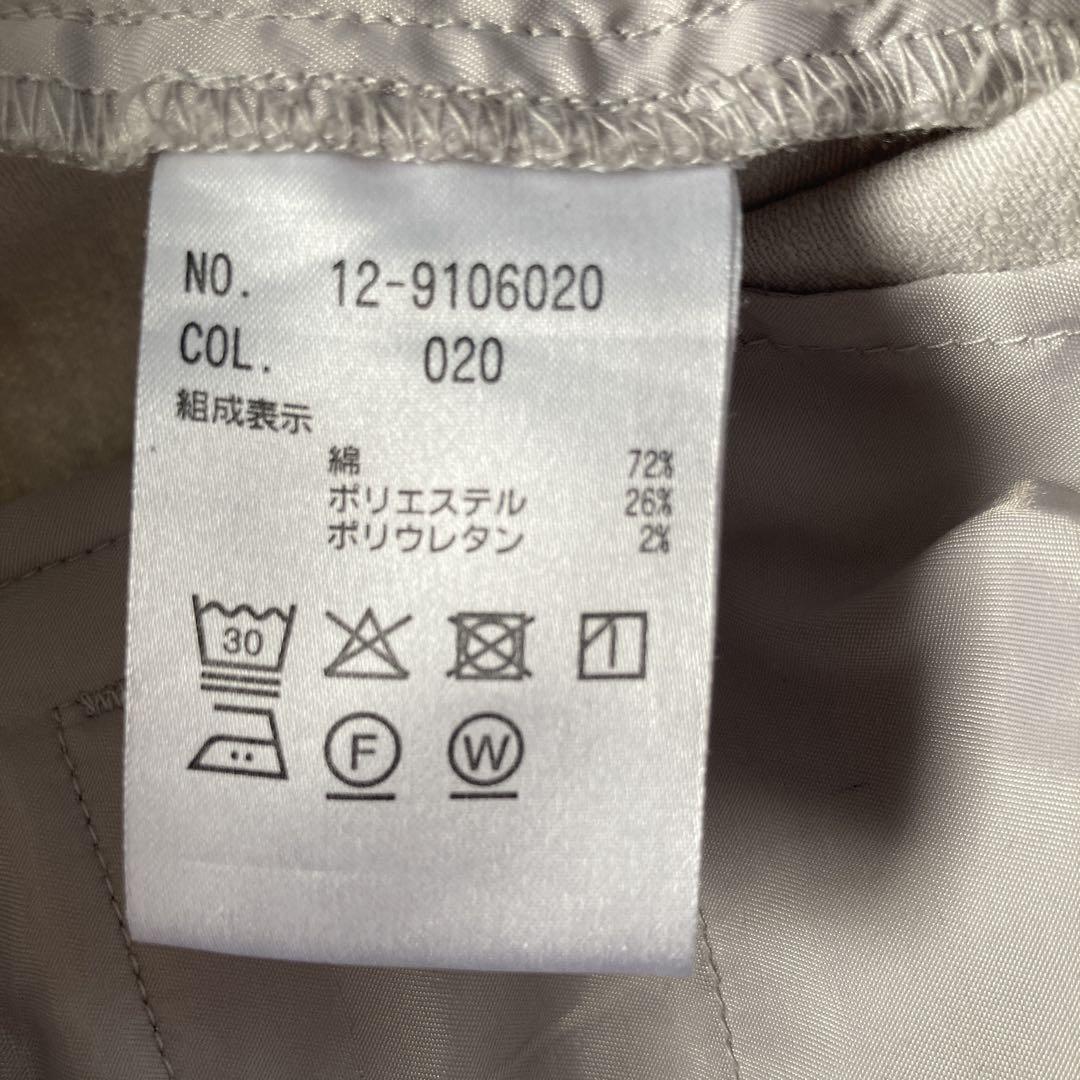 NO. 12-9106020
COL. 020
組成表示
綿 72%
ポリエステル 26%
ポリウレタン 2%
30
F W